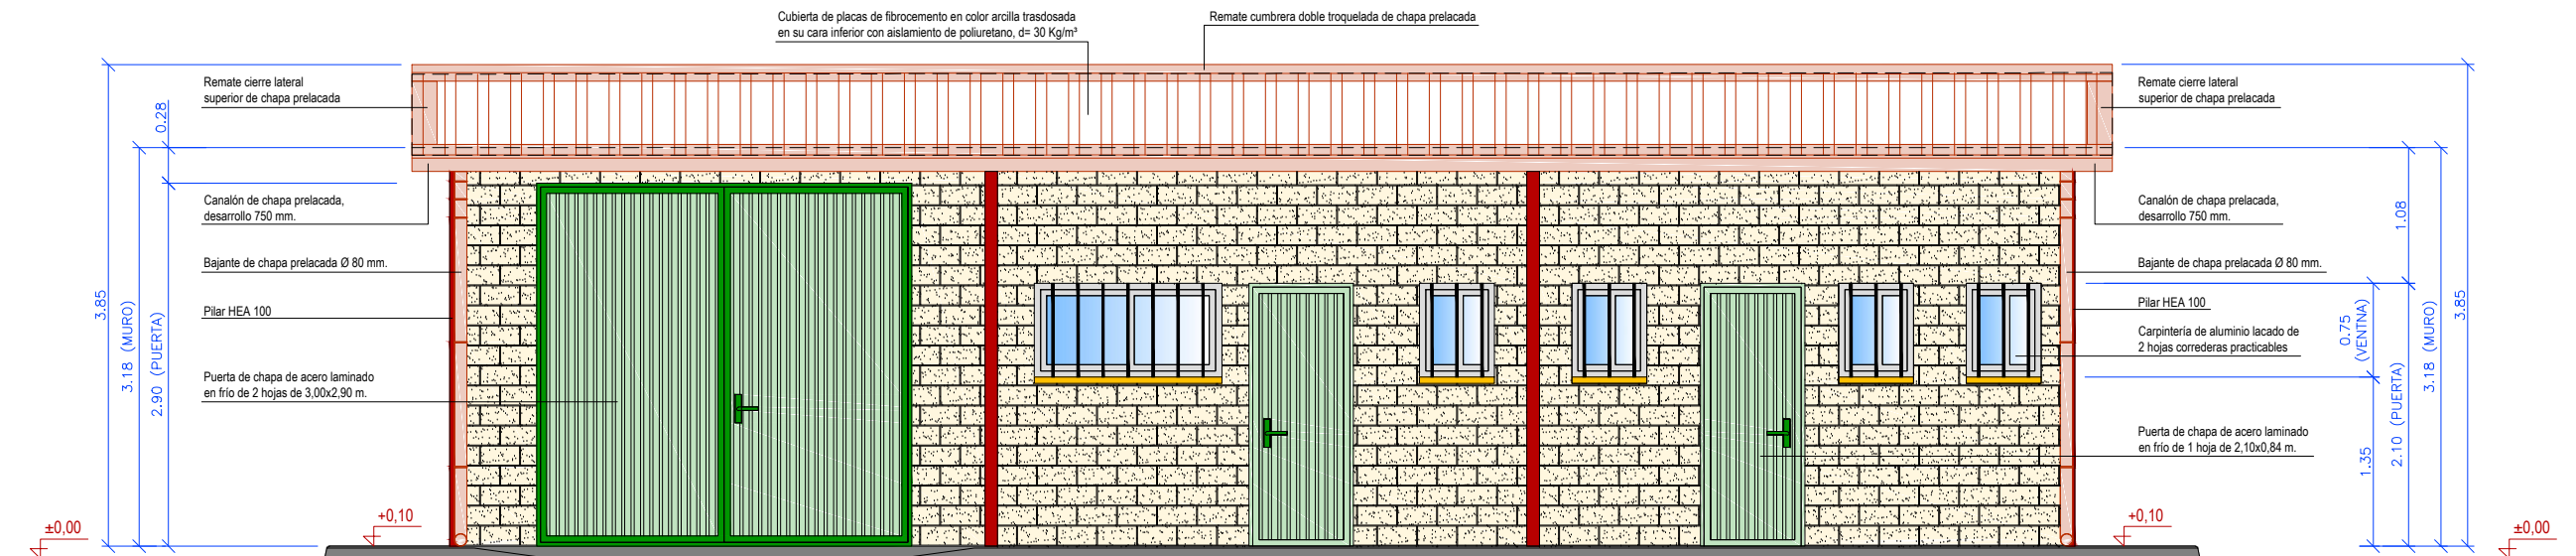 Cubierta de placas de fibrocemento en color arcilla trasdosada
en su cara inferior con aislamiento de poliuretano, d= 30 Kg/m³
Remate cumbrera doble troquelada de chapa prelacada
Remate cierre lateral
superior de chapa prelacada
Canalón de chapa prelacada,
desarrollo 750 mm.
Bajante de chapa prelacada Ø 80 mm.
Pilar HEA 100
Puerta de chapa de acero laminado
en frío de 2 hojas de 3,00x2,90 m.
3.85
3.18 (MURO)
0.28
2.90 (PUERTA)
±0,00
+0,10
Remate cierre lateral
superior de chapa prelacada
Canalón de chapa prelacada,
desarrollo 750 mm.
Bajante de chapa prelacada Ø 80 mm.
Pilar HEA 100
Carpintería de aluminio lacado de
2 hojas correderas practicables
Puerta de chapa de acero laminado
en frío de 1 hoja de 2,10x0,84 m.
0.75
(VENTNA)
1.35
1.08
2.10 (PUERTA)
3.18 (MURO)
3.85
+0,10
±0,00